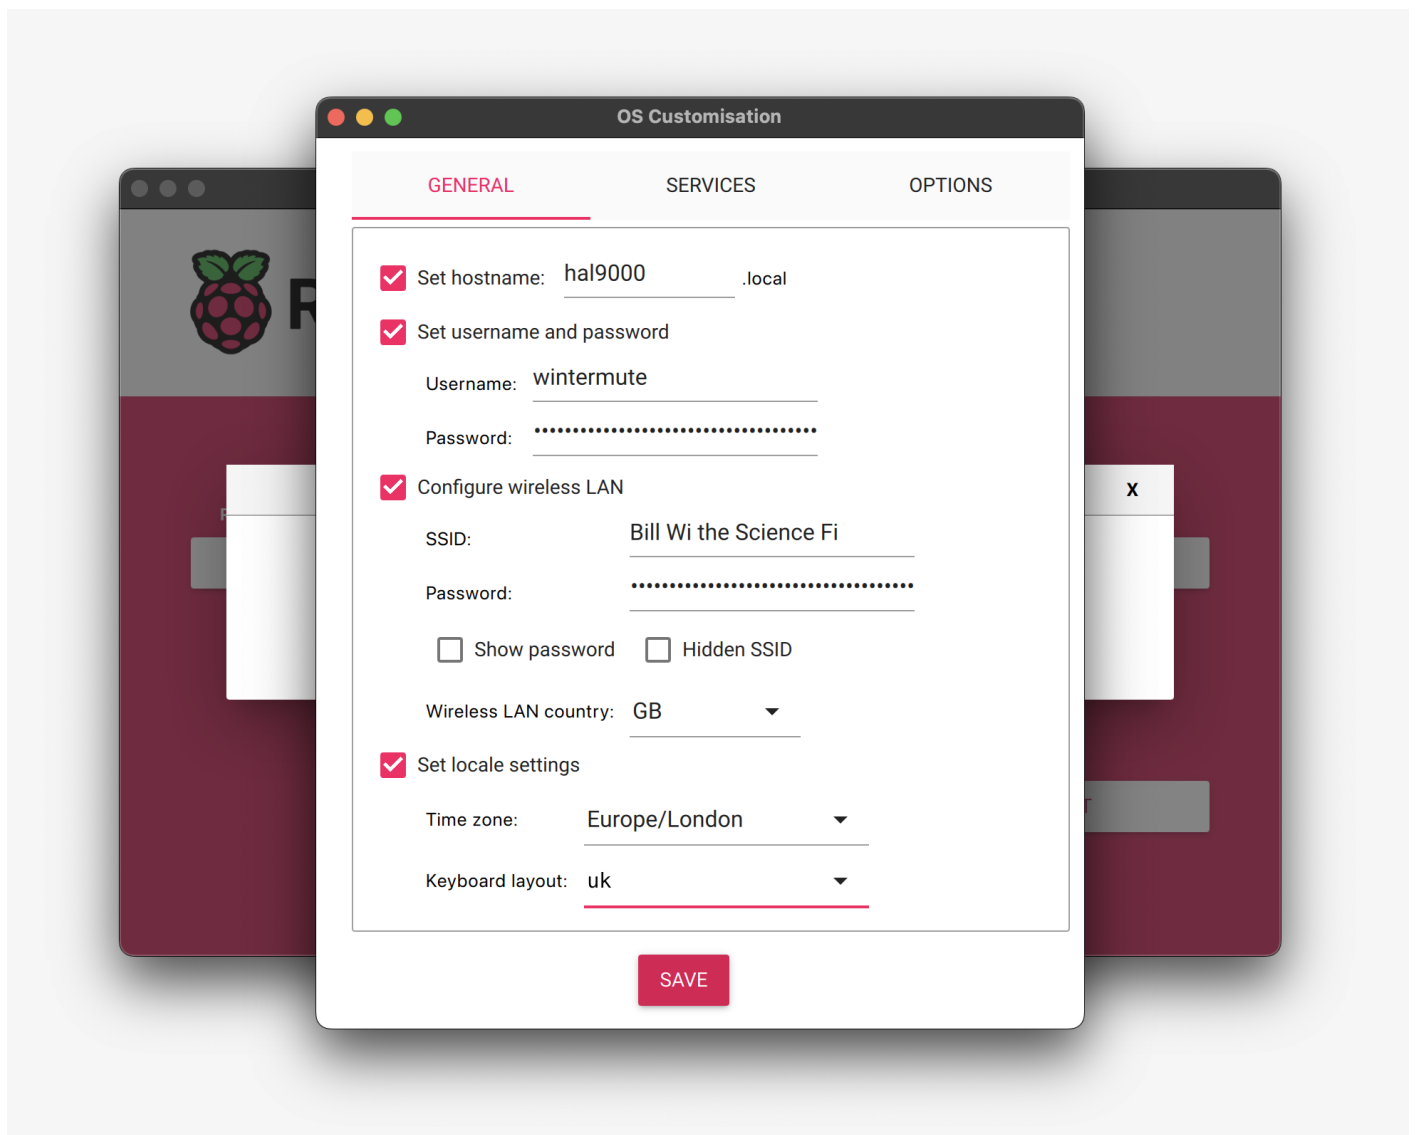 OS Customisation
GENERAL SERVICES OPTIONS
Set hostname: hal9000 .local
Set username and password
Username: wintermute
Password: •••••••••••••••••••••••••••••••••••••
Configure wireless LAN
X
SSID: Bill Wi the Science Fi
Password: •••••••••••••••••••••••••••••••••••••
Show password Hidden SSID
Wireless LAN country: GB
Set locale settings
Time zone: Europe/London
Keyboard layout: uk
SAVE